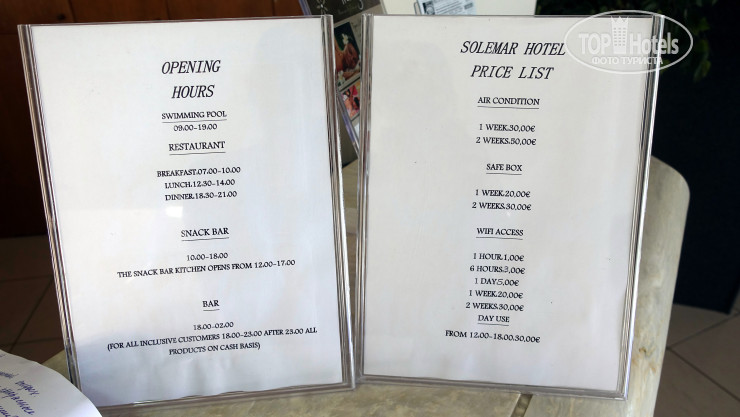 OPENING
HOURS
SWIMMING POOL
09.00-19.00
RESTAURANT
BREAKFAST.07.00-10.00
LUNCH.12.30-14.00
DINNER.18.30-21.00
SNACK BAR
10.00-18.00
THE SNACK BAR KITCHEN OPENS FROM 12.00-17.00
BAR
18.00-02.00
(FOR ALL INCLUSIVE CUSTOMERS 18.00-23.00 AFTER 23.00 ALL
PRODUCTS ON CASH BASIS)
SOLEMAR HOTEL
PRICE LIST
AIR CONDITION
1 WEEK.30,00€
2 WEEKS.50,00€
SAFE BOX
1 WEEK.20,00€
2 WEEKS.30,00€
WIFI ACCESS
1 HOUR.1,00€
6 HOURS.3,00€
1 DAY.5,00€
1 WEEK.20,00€
2 WEEKS.30,00€
DAY USE
FROM 12.00-18.00.30,00€
TOP Hotels
ФОТО ТУРИСТА